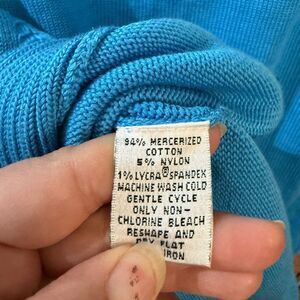 94% MERCERIZED
COTTON
5% NYLON
1% LYCRA® SPANDEX
MACHINE WASH COLD
GENTLE CYCLE
ONLY NON-
CHLORINE BLEACH
RESHAPE AND
DRY FLAT
IRON